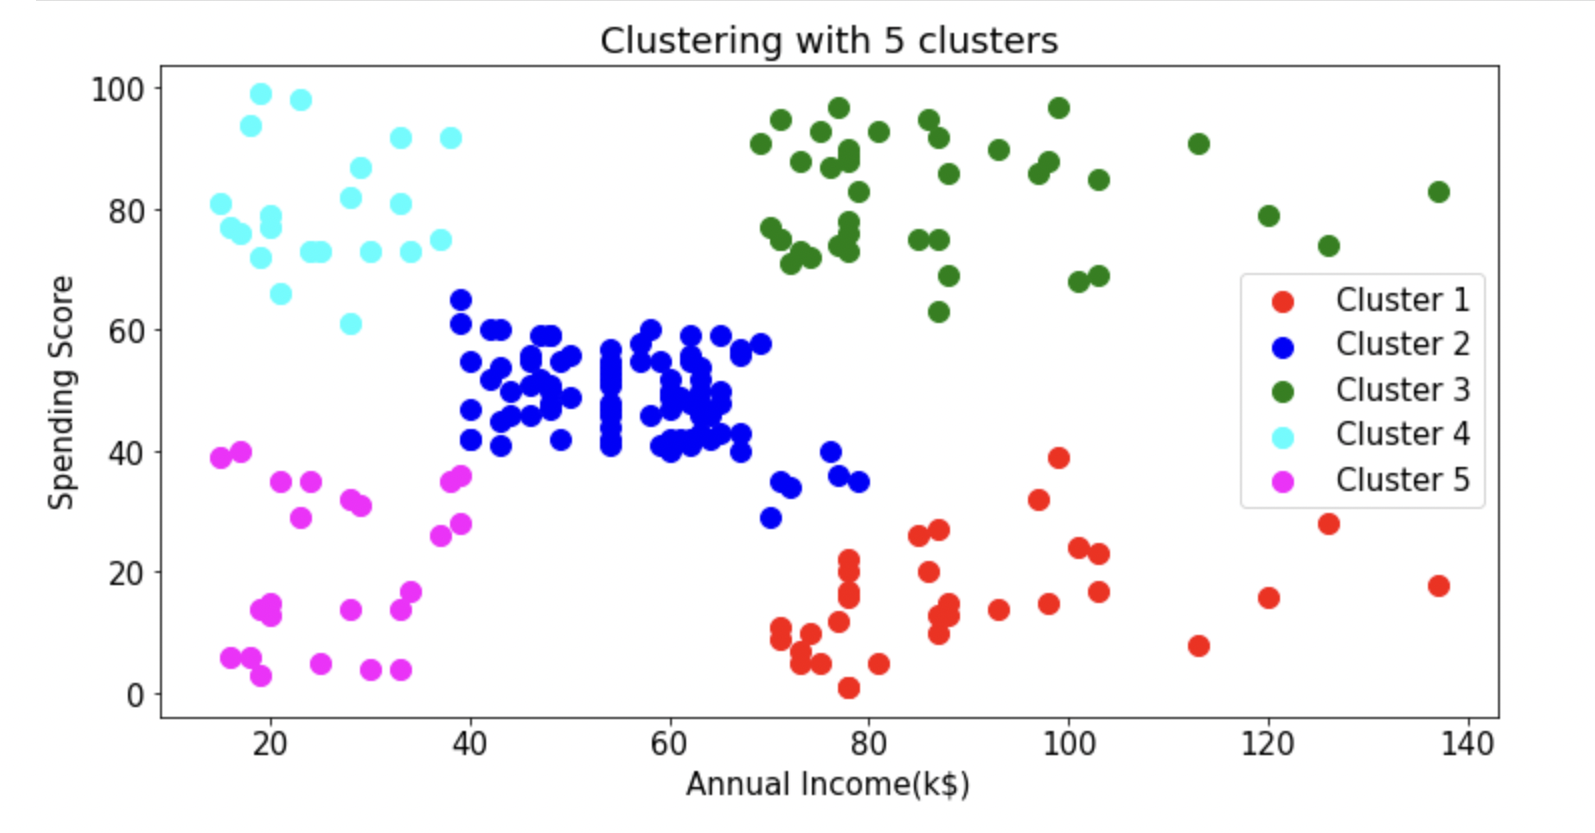 Clustering with 5 clusters
100
80
60
40
20
0
Spending Score
Cluster 1
Cluster 2
Cluster 3
Cluster 4
Cluster 5
20 40 60 80 100 120 140
Annual Income(k$)